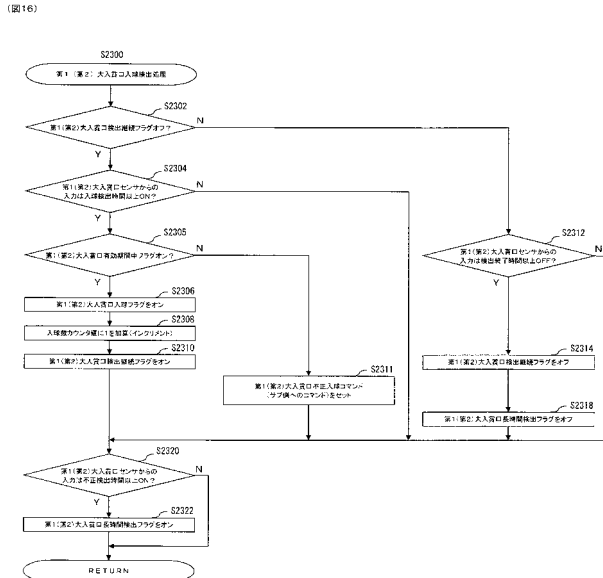 (図16)
S2300
第1(第2)大入賞口入球検出処理
S2302
第1(第2)大入賞口検出継続フラグオフ?
N
Y
S2304
第1(第2)大入賞口センサからの
入力は入球検出時間以上ON?
N
Y
S2305
第1(第2)大入賞口有効期間中フラグオン?
N
Y
S2306
第1(第2)大入賞口入球フラグをオン
S2308
入球数カウンタ値に1を加算(インクリメント)
S2310
第1(第2)大入賞口検出継続フラグをオン
S2311
第1(第2)大入賞口不正入球コマンド
(サブ側へのコマンド)をセット
S2312
第1(第2)大入賞口センサからの
入力は検出終了時間以上OFF?
N
Y
S2314
第1(第2)大入賞口検出継続フラグをオフ
S2318
第1(第2)大入賞口長時間検出フラグをオフ
S2320
第1(第2)大入賞口センサからの
入力は不正検出時間以上ON?
N
Y
S2322
第1(第2)大入賞口長時間検出フラグをオン
RETURN